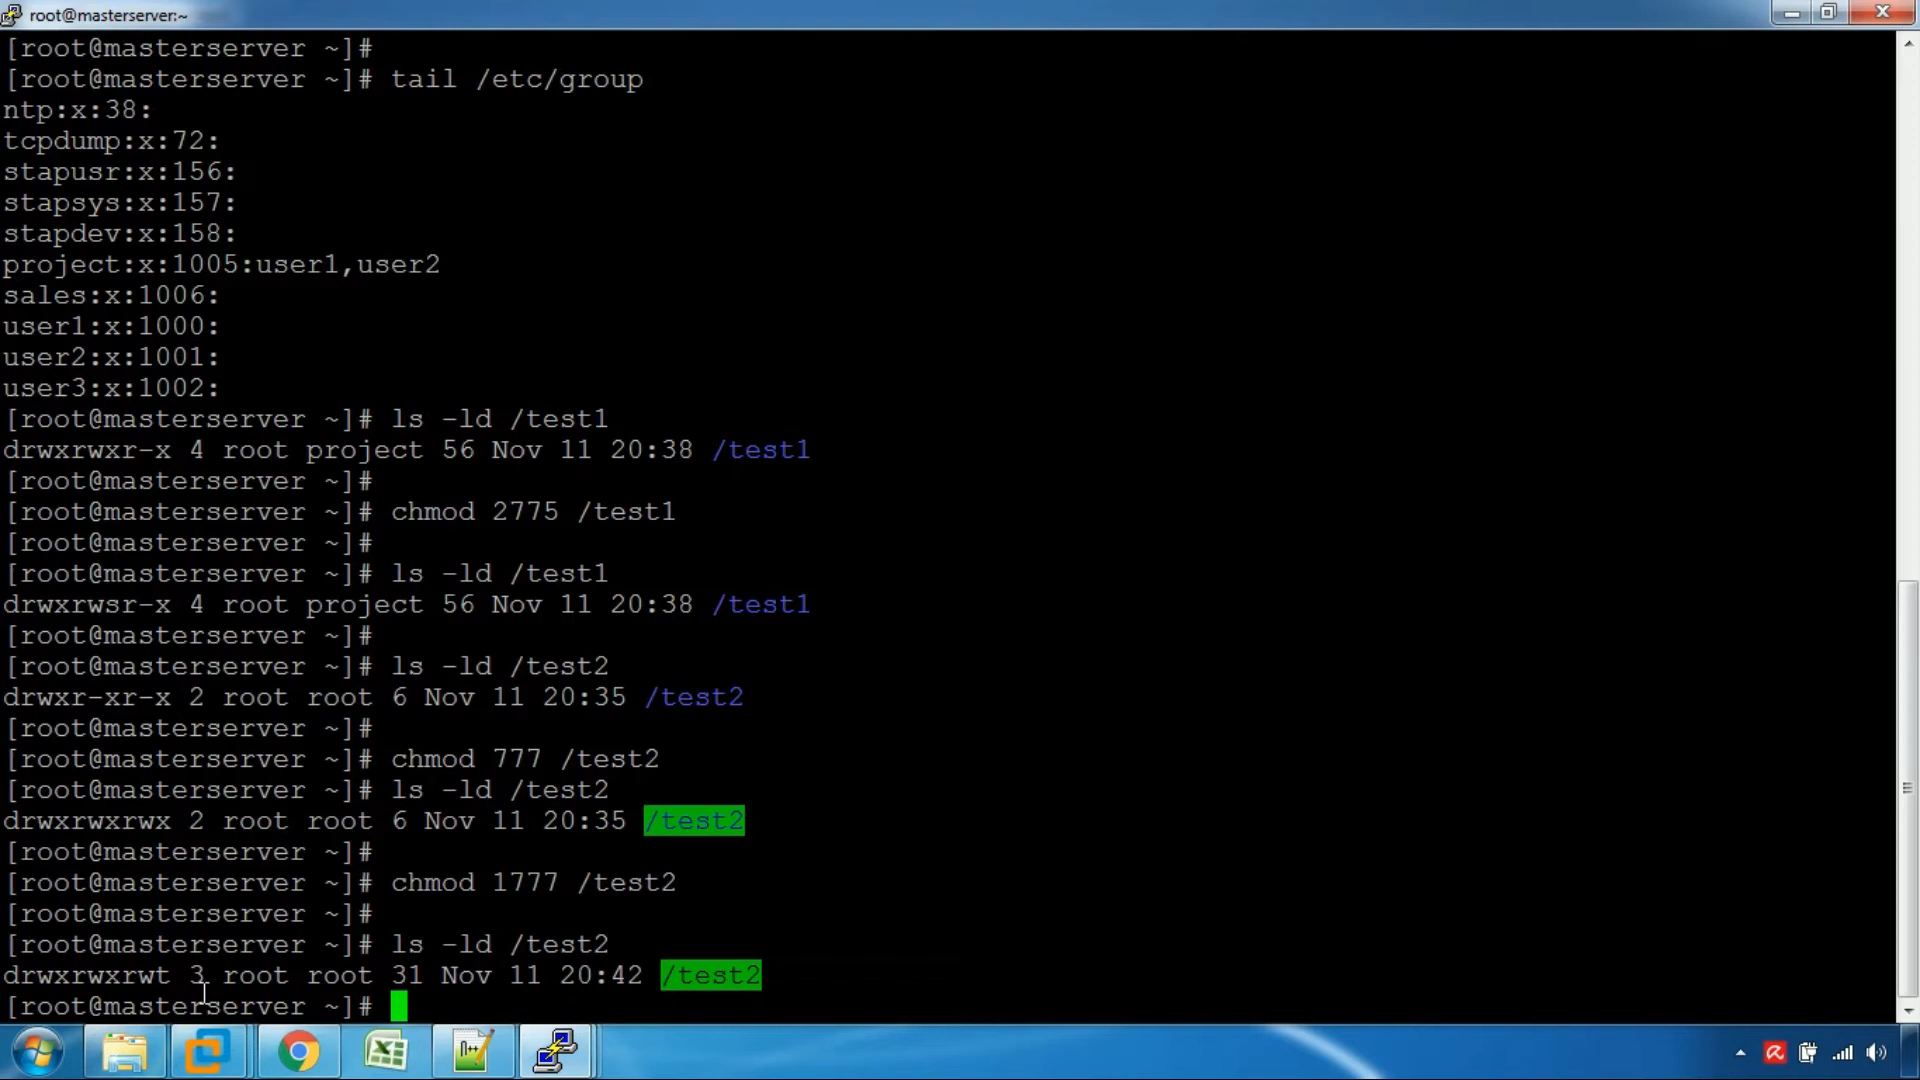 root@masterserver:~
[root@masterserver ~]#
[root@masterserver ~]# tail /etc/group
ntp:x:38:
tcpdump:x:72:
stapusr:x:156:
stapsys:x:157:
stapdev:x:158:
project:x:1005:user1,user2
sales:x:1006:
user1:x:1000:
user2:x:1001:
user3:x:1002:
[root@masterserver ~]# ls -ld /test1
drwxrwxr-x 4 root project 56 Nov 11 20:38 /test1
[root@masterserver ~]#
[root@masterserver ~]# chmod 2775 /test1
[root@masterserver ~]#
[root@masterserver ~]# ls -ld /test1
drwxrwsr-x 4 root project 56 Nov 11 20:38 /test1
[root@masterserver ~]#
[root@masterserver ~]# ls -ld /test2
drwxr-xr-x 2 root root 6 Nov 11 20:35 /test2
[root@masterserver ~]#
[root@masterserver ~]# chmod 777 /test2
[root@masterserver ~]# ls -ld /test2
drwxrwxrwx 2 root root 6 Nov 11 20:35 /test2
[root@masterserver ~]#
[root@masterserver ~]# chmod 1777 /test2
[root@masterserver ~]#
[root@masterserver ~]# ls -ld /test2
drwxrwxrwt 3 root root 31 Nov 11 20:42 /test2
[root@masterserver ~]#